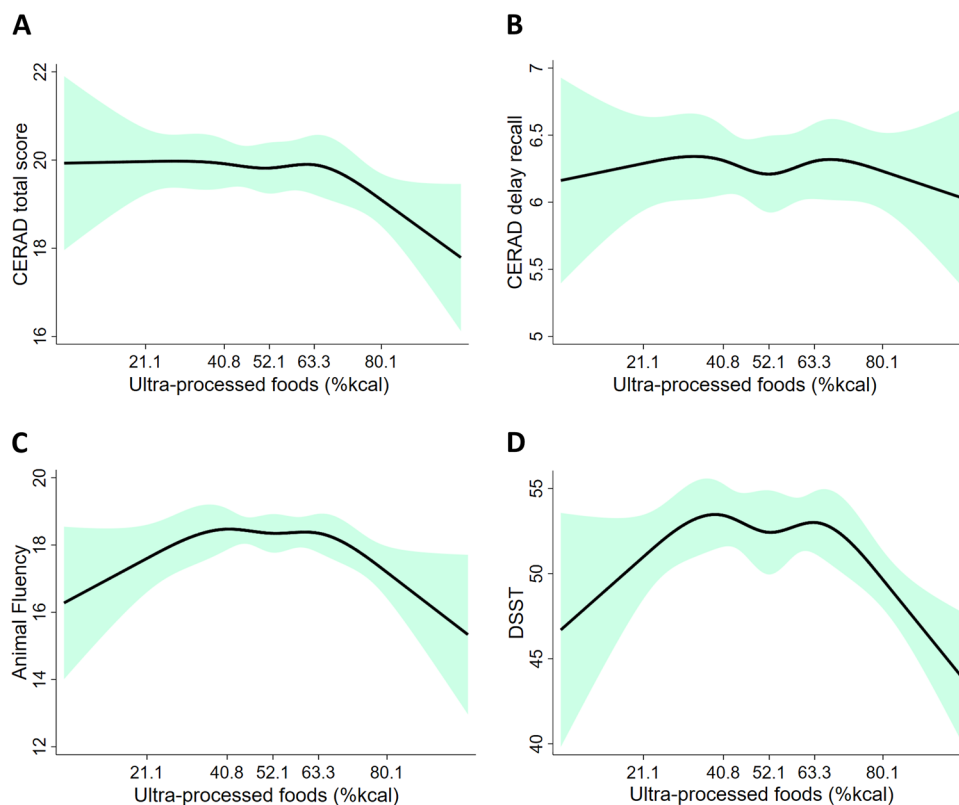 A
CERAD total score
22
20
18
16
21.1 40.8 52.1 63.3 80.1
Ultra-processed foods (%kcal)
B
CERAD delay recall
7
6.5
6
5.5
5
21.1 40.8 52.1 63.3 80.1
Ultra-processed foods (%kcal)
C
Animal Fluency
20
18
16
14
12
21.1 40.8 52.1 63.3 80.1
Ultra-processed foods (%kcal)
D
DSST
55
50
45
40
21.1 40.8 52.1 63.3 80.1
Ultra-processed foods (%kcal)